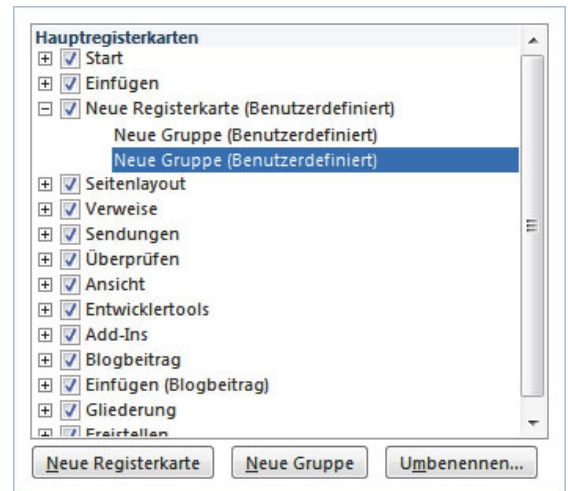 Hauptregisterkarten
Start
Einfügen
Neue Registerkarte (Benutzerdefiniert)
Neue Gruppe (Benutzerdefiniert)
Neue Gruppe (Benutzerdefiniert)
Seitenlayout
Verweise
Sendungen
Überprüfen
Ansicht
Entwicklertools
Add-Ins
Blogbeitrag
Einfügen (Blogbeitrag)
Gliederung
Freistellen
Neue Registerkarte Neue Gruppe Umbenennen...